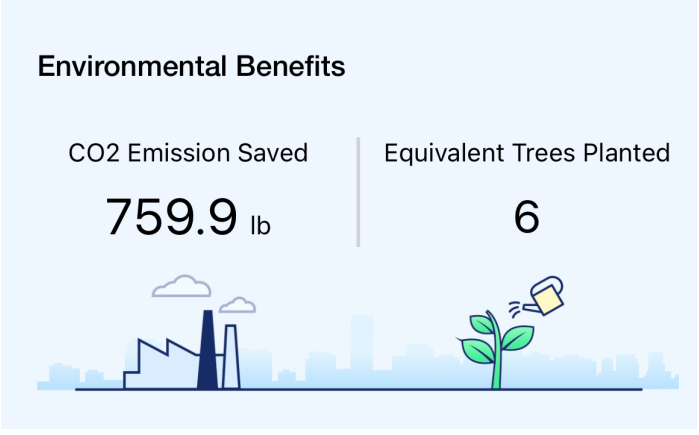 Environmental Benefits
CO2 Emission Saved
759.9 lb
Equivalent Trees Planted
6